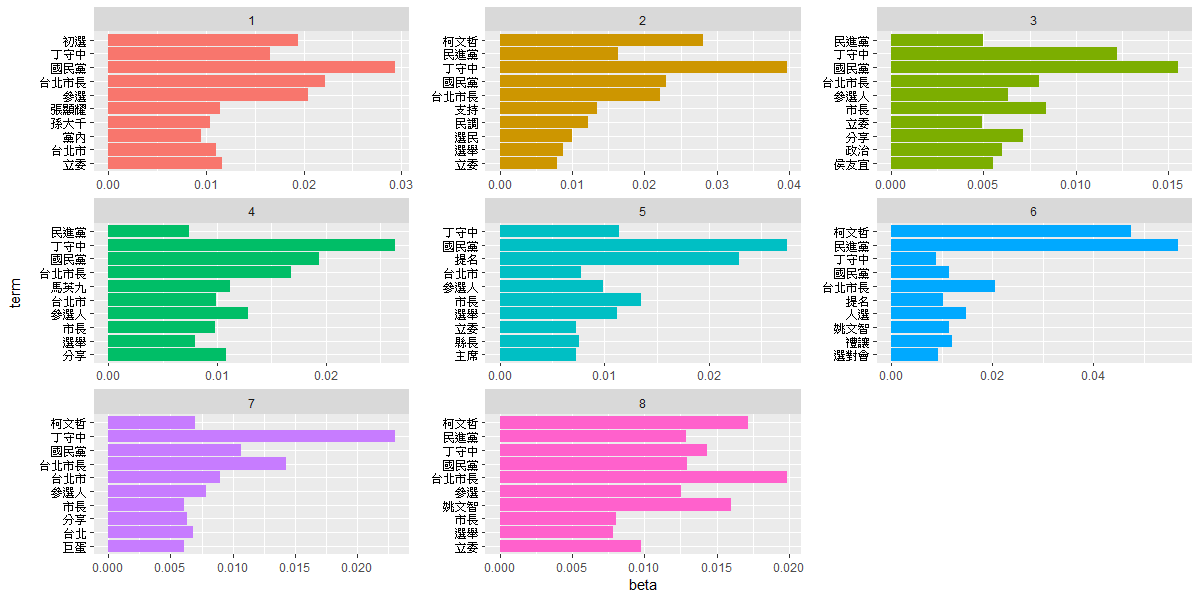 1
初選
丁守中
國民黨
台北市長
參選
張顯耀
孫大千
黨內
台北市
立委
0.00 0.01 0.02 0.03
2
柯文哲
民進黨
丁守中
國民黨
台北市長
支持
民調
選民
選舉
立委
0.00 0.01 0.02 0.03 0.04
3
民進黨
丁守中
國民黨
台北市長
參選人
市長
立委
分享
政治
侯友宜
0.000 0.005 0.010 0.015
term
4
民進黨
丁守中
國民黨
台北市長
馬英九
台北市
參選人
市長
選舉
分享
0.00 0.01 0.02
5
丁守中
國民黨
提名
台北市
參選人
市長
選舉
立委
縣長
主席
0.00 0.01 0.02
6
柯文哲
民進黨
丁守中
國民黨
台北市長
提名
人選
姚文智
禮讓
選對會
0.00 0.02 0.04
7
柯文哲
丁守中
國民黨
台北市長
台北市
參選人
市長
分享
台北
巨蛋
0.000 0.005 0.010 0.015 0.020
8
柯文哲
民進黨
丁守中
國民黨
台北市長
參選
姚文智
市長
選舉
立委
0.000 0.005 0.010 0.015 0.020
beta